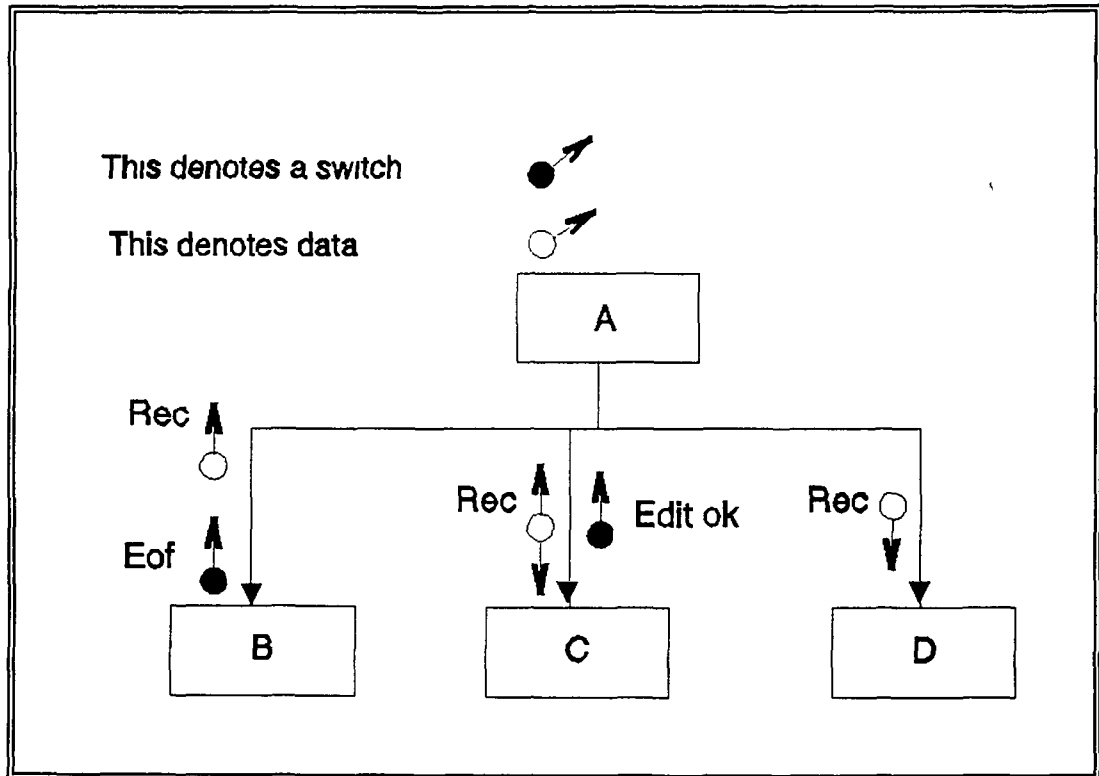 This denotes a switch
This denotes data
A
Rec
Eof
Rec
Edit ok
Rec
B
C
D